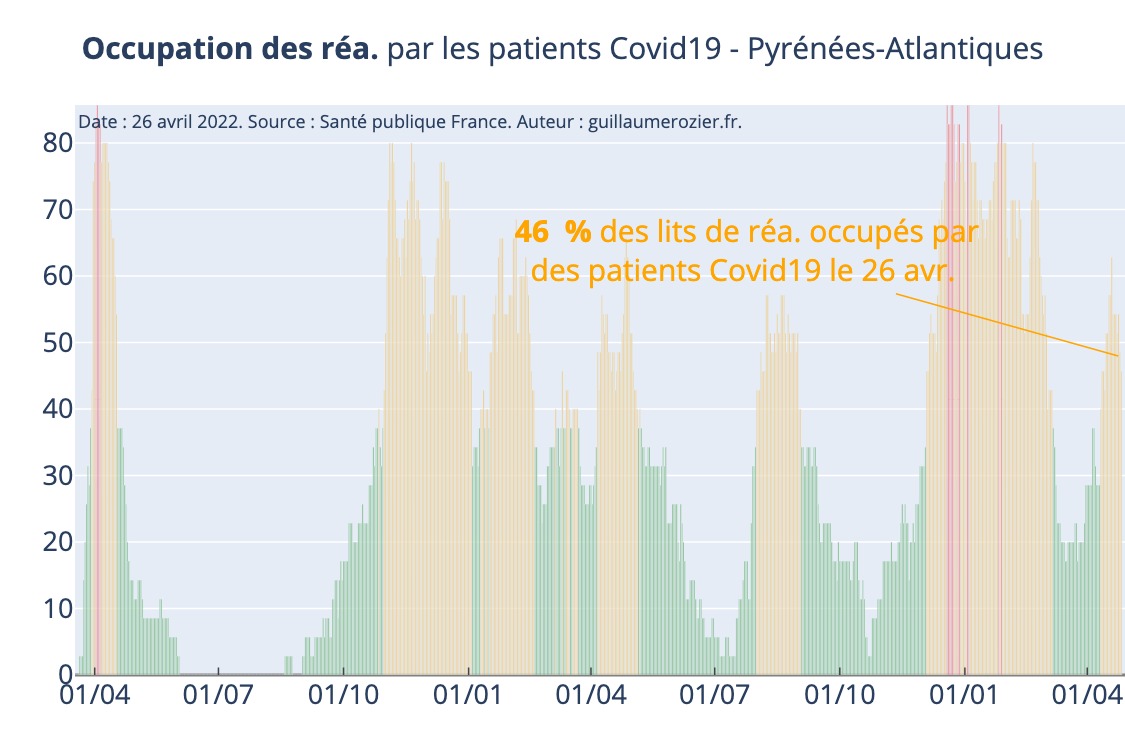 Occupation des réa. par les patients Covid19 - Pyrénées-Atlantiques
Date : 26 avril 2022. Source : Santé publique France. Auteur : guillaumerozier.fr.
80
70
46 % des lits de réa. occupés par
des patients Covid19 le 26 avr.
60
50
40
30
20
10
0
01/04 01/07 01/10 01/01 01/04 01/07 01/10 01/01 01/04